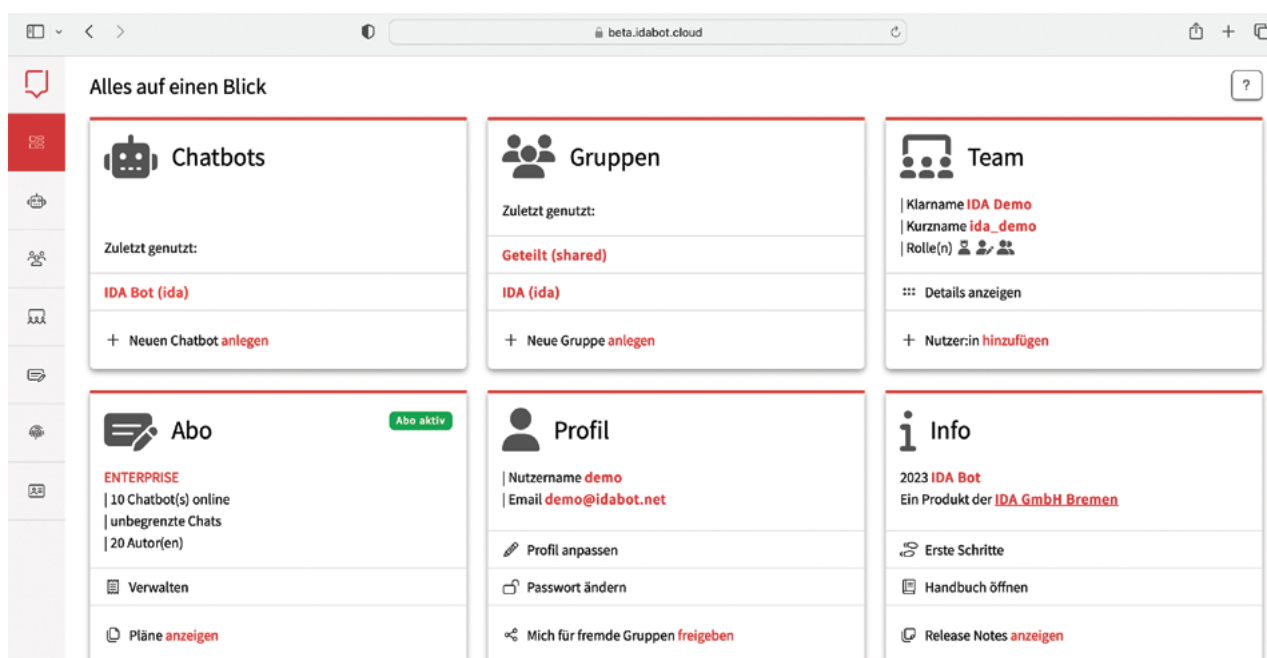 beta.idabot.cloud
Alles auf einen Blick
?
Chatbots
Zuletzt genutzt:
IDA Bot (ida)
+ Neuen Chatbot anlegen
Gruppen
Zuletzt genutzt:
Geteilt (shared)
IDA (ida)
+ Neue Gruppe anlegen
Team
| Klarname IDA Demo
| Kurzname ida_demo
| Rolle(n)
Details anzeigen
+ Nutzer:in hinzufügen
Abo
Abo aktiv
ENTERPRISE
| 10 Chatbot(s) online
| unbegrenzte Chats
| 20 Autor(en)
Verwalten
Pläne anzeigen
Profil
| Nutzername demo
| Email demo@idabot.net
Profil anpassen
Passwort ändern
Mich für fremde Gruppen freigeben
Info
2023 IDA Bot
Ein Produkt der IDA GmbH Bremen
Erste Schritte
Handbuch öffnen
Release Notes anzeigen